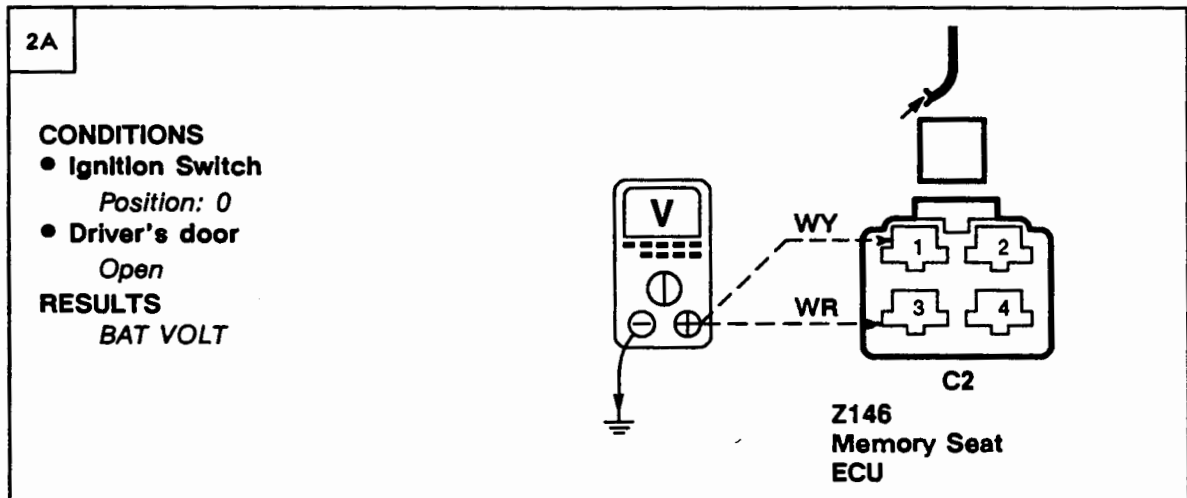 2A
CONDITIONS
● Ignition Switch
Position: 0
● Driver's door
Open
RESULTS
BAT VOLT
V
WY
WR
1
2
3
4
C2
Z146
Memory Seat
ECU